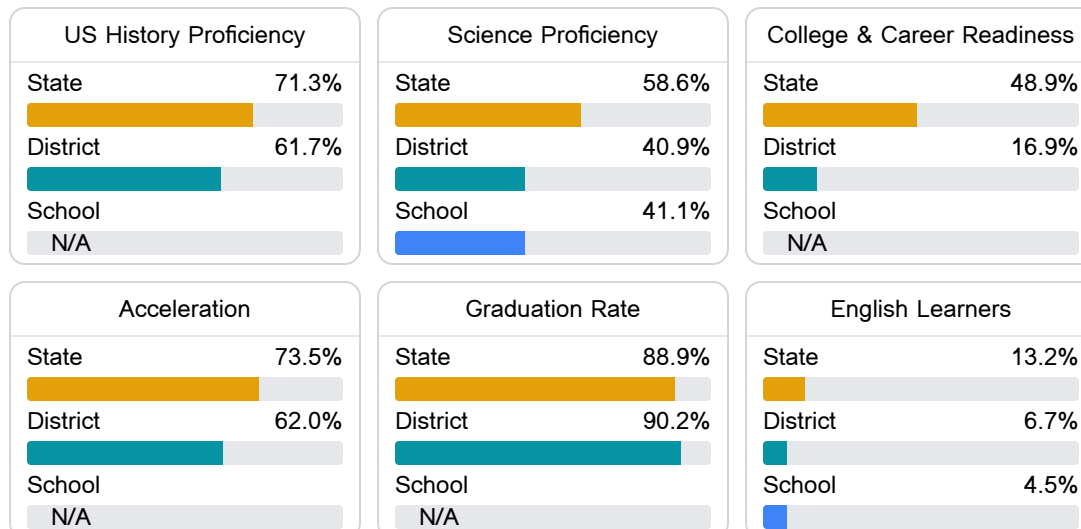 US History Proficiency
State 71.3%
District 61.7%
School
N/A
Science Proficiency
State 58.6%
District 40.9%
School 41.1%
College & Career Readiness
State 48.9%
District 16.9%
School
N/A
Acceleration
State 73.5%
District 62.0%
School
N/A
Graduation Rate
State 88.9%
District 90.2%
School
N/A
English Learners
State 13.2%
District 6.7%
School 4.5%